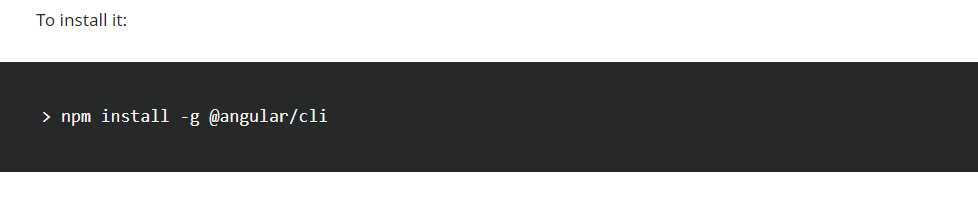 To install it:
> npm install -g @angular/cli